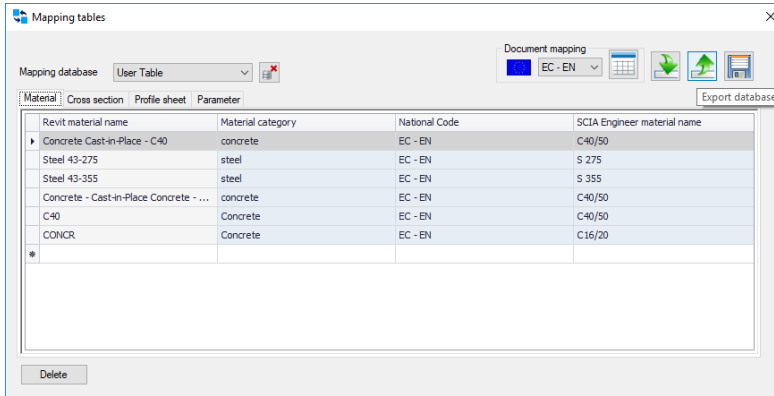 Mapping tables
Document mapping
Mapping database User Table EC - EN
Material Cross section Profile sheet Parameter
Export database
Revit material name Material category National Code SCIA Engineer material name
Concrete Cast-in-Place - C40 concrete EC - EN C40/50
Steel 43-275 steel EC - EN S 275
Steel 43-355 steel EC - EN S 355
Concrete - Cast-in-Place Concrete - ... concrete EC - EN C40/50
C40 Concrete EC - EN C40/50
CONCR Concrete EC - EN C16/20
Delete